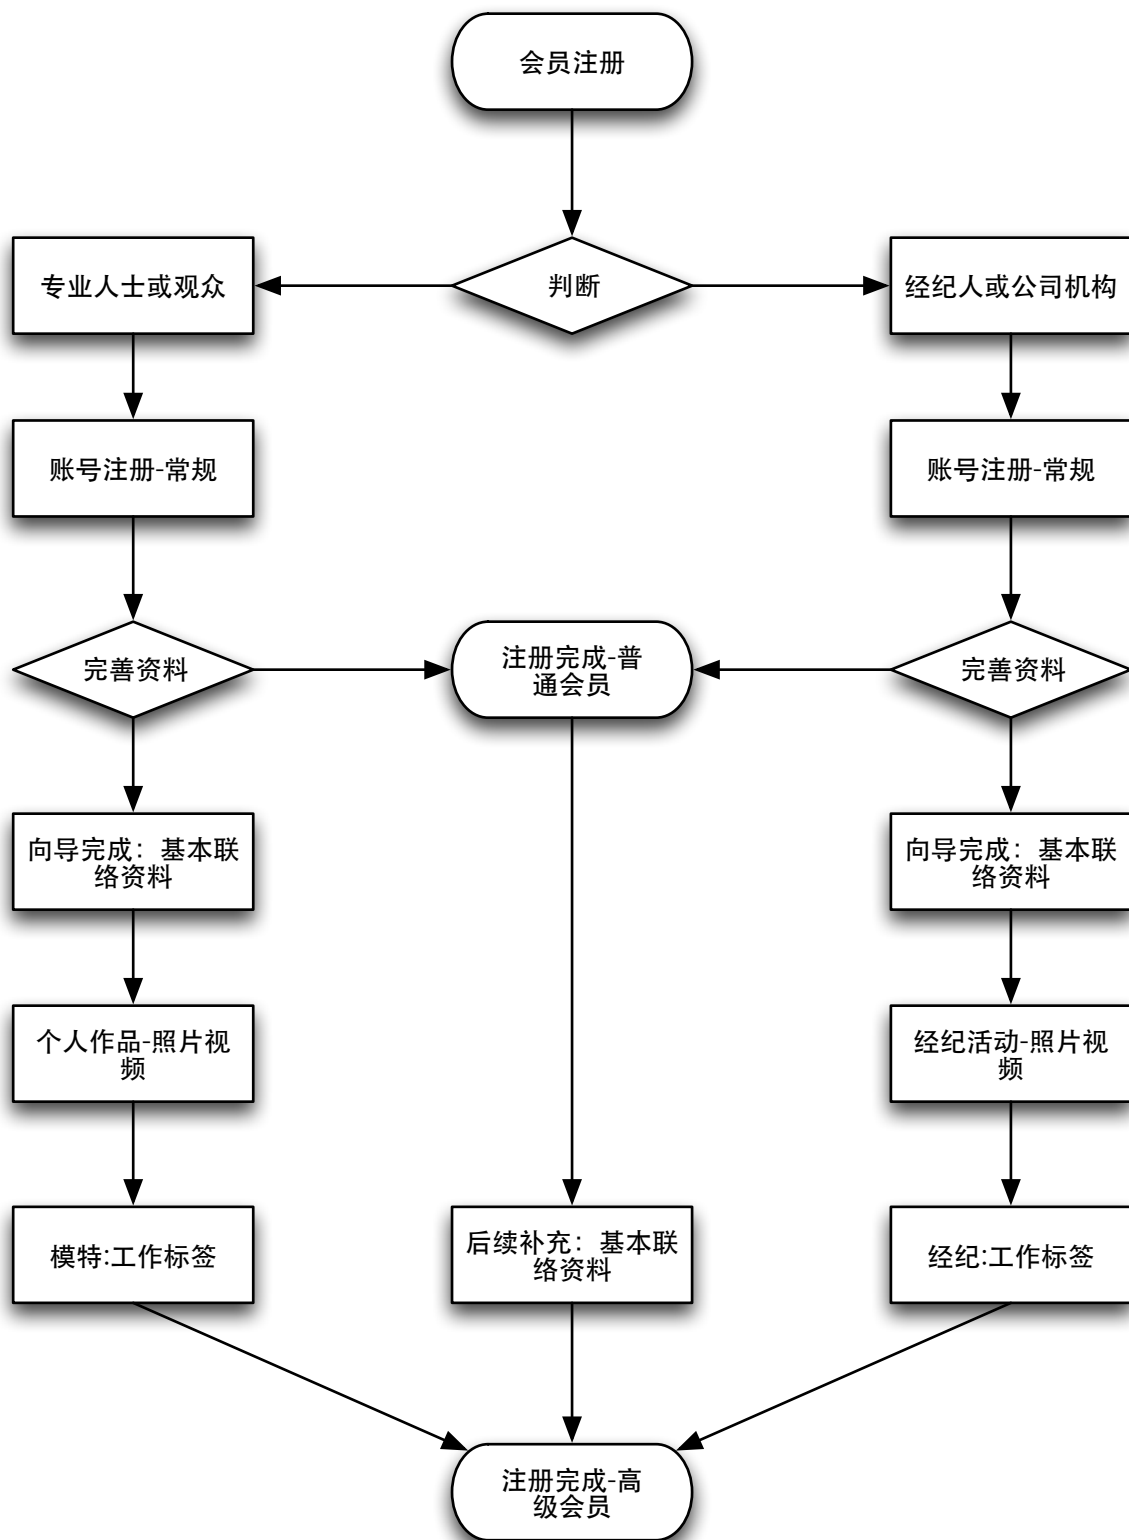 会员注册
专业人士或观众
判断
经纪人或公司机构
账号注册-常规
账号注册-常规
完善资料
注册完成-普
通会员
完善资料
向导完成：基本联
络资料
向导完成：基本联
络资料
个人作品-照片视
频
经纪活动-照片视
频
模特:工作标签
后续补充：基本联
络资料
经纪:工作标签
注册完成-高
级会员